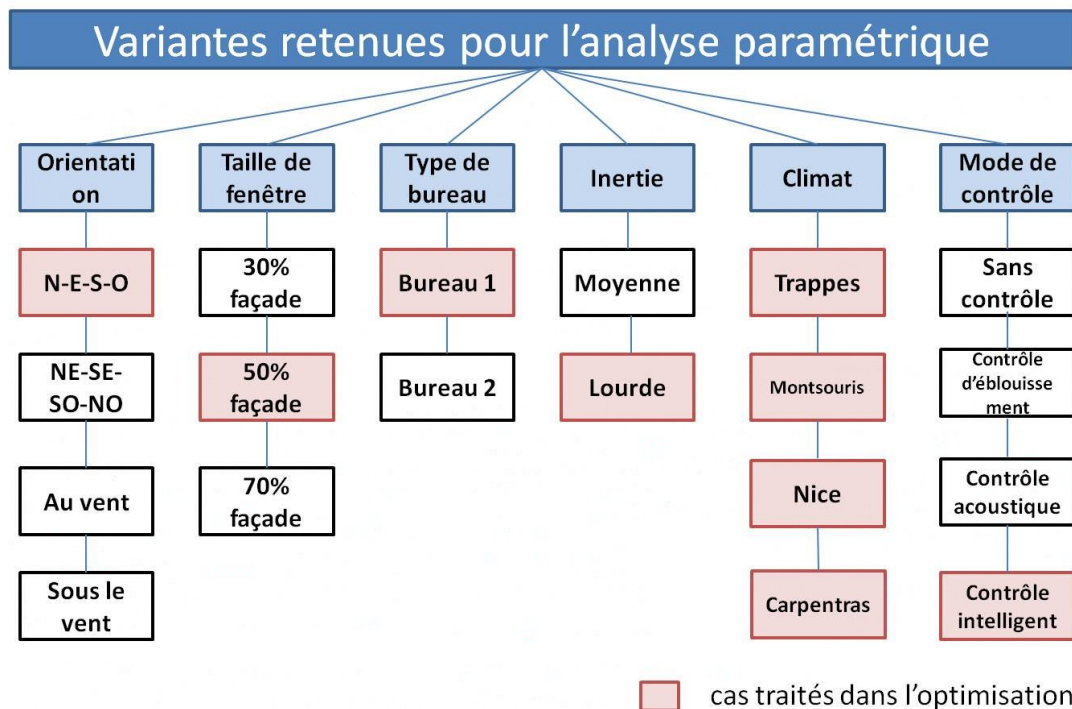 Variantes retenues pour l'analyse paramétrique
Orientati
on
Taille de
fenêtre
Type de
bureau
Inertie
Climat
Mode de
contrôle
N-E-S-O
30%
façade
Bureau 1
Moyenne
Trappes
Sans
contrôle
NE-SE-
SO-NO
50%
façade
Bureau 2
Lourde
Montsouris
Contrôle
d'éblouisse
ment
Au vent
70%
façade
Nice
Contrôle
acoustique
Sous le
vent
Carpentras
Contrôle
intelligent
cas traités dans l'optimisation